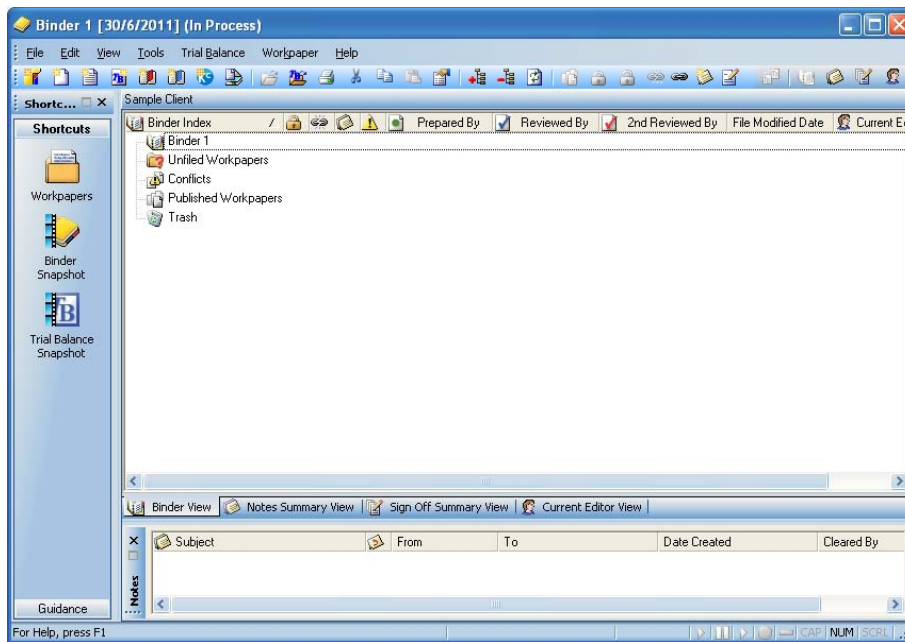 Binder 1 [30/6/2011] (In Process)
File Edit View Tools Trial Balance Workpaper Help
Shortc...
Sample Client
Shortcuts
Workpapers
Binder
Snapshot
Trial Balance
Snapshot
Guidance
Binder Index / Prepared By Reviewed By 2nd Reviewed By File Modified Date Current E
Binder 1
Unfiled Workpapers
Conflicts
Published Workpapers
Trash
Binder View Notes Summary View Sign Off Summary View Current Editor View
Notes
Subject From To Date Created Cleared By
For Help, press F1
CAP NUM SCRL